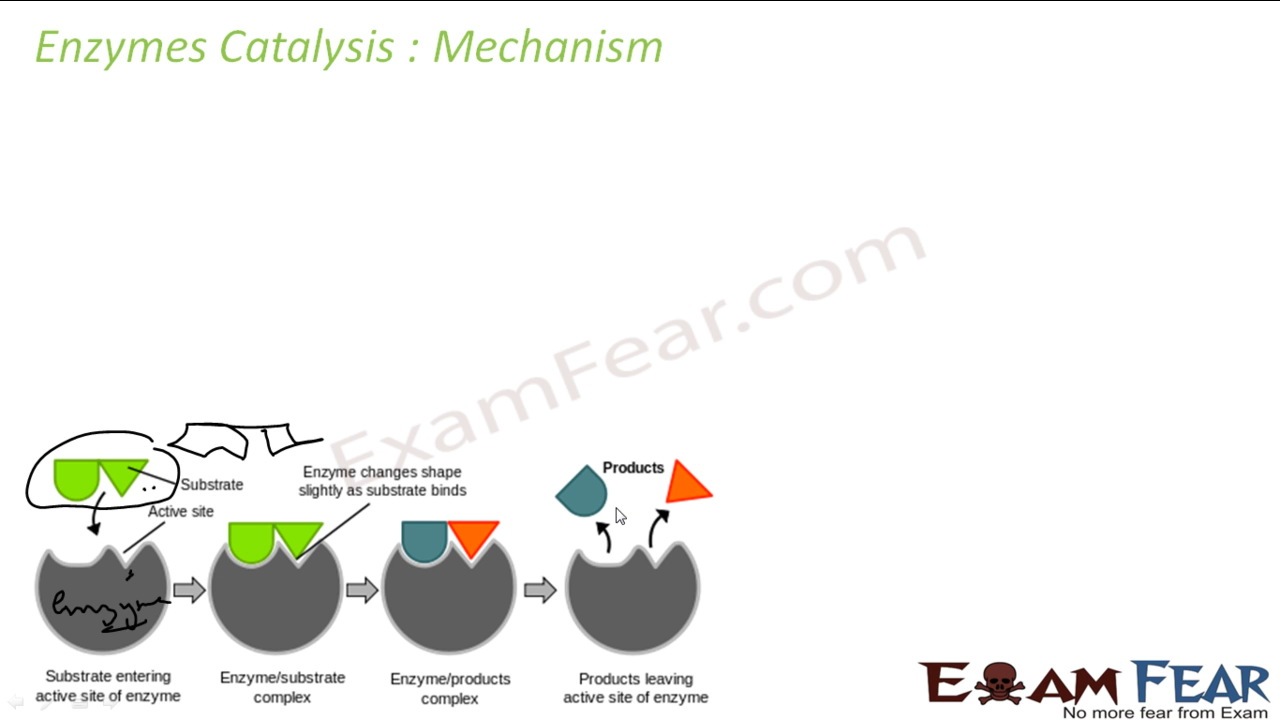 Enzymes Catalysis : Mechanism
ExamFear.com
Substrate
Active site
Enzyme changes shape
slightly as substrate binds
Products
enzyme
Substrate entering
active site of enzyme
Enzyme/substrate
complex
Enzyme/products
complex
Products leaving
active site of enzyme
EXAM FEAR
No more fear from Exam